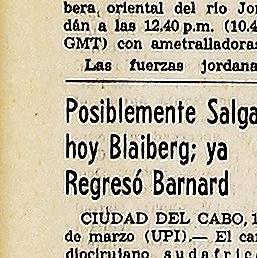 bera oriental del río Jor
dán a las 12.40 p.m. (10.4
GMT) con ametralladoras
Las fuerzas jordana
Posiblemente Salga
hoy Blaiberg; ya
Regresó Barnard
CIUDAD DEL CABO, 1
de marzo (UPI).— El ca
diocirujano sudafric